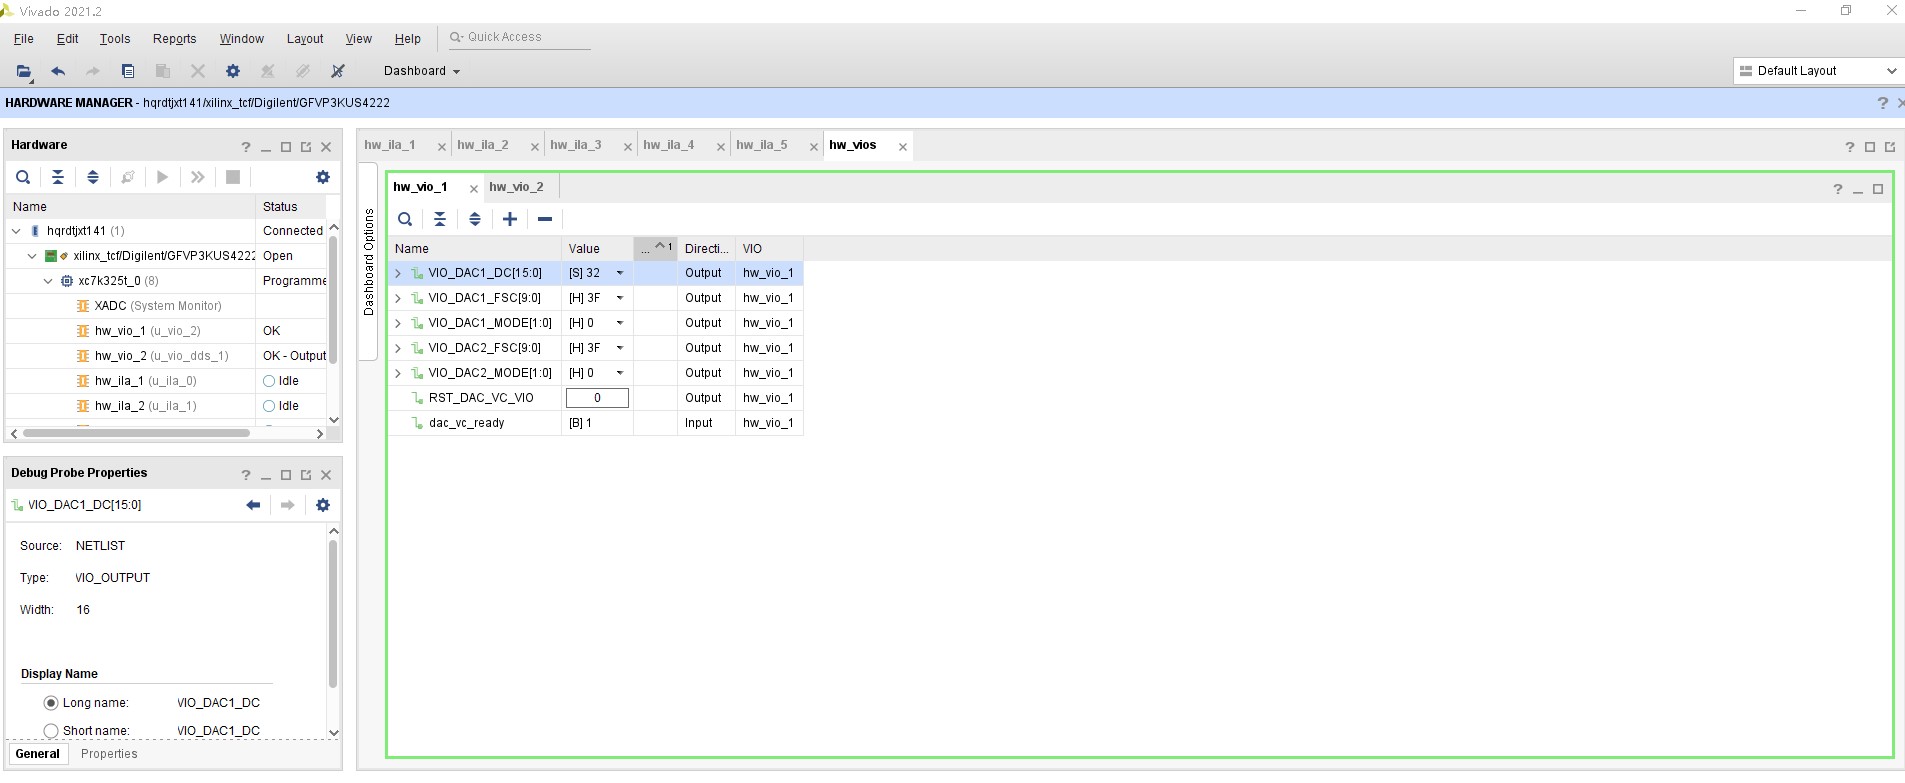 Vivado 2021.2
File Edit Tools Reports Window Layout View Help Quick Access
Dashboard Default Layout
HARDWARE MANAGER - hqrdtjxt141/xilinx_tcf/Digilent/GFVP3KUS4222
Hardware
Name Status
hqrdtjxt141 (1) Connected
xilinx_tcf/Digilent/GFVP3KUS4222 Open
xc7k325t_0 (8) Programme
XADC (System Monitor)
hw_vio_1 (u_vio_2) OK
hw_vio_2 (u_vio_dds_1) OK - Output
hw_ila_1 (u_ila_0) Idle
hw_ila_2 (u_ila_1) Idle
Debug Probe Properties
VIO_DAC1_DC[15:0]
Source: NETLIST
Type: VIO_OUTPUT
Width: 16
Display Name
Long name: VIO_DAC1_DC
Short name: VIO_DAC1_DC
General Properties
hw_ila_1 hw_ila_2 hw_ila_3 hw_ila_4 hw_ila_5 hw_vios
Dashboard Options
hw_vio_1 hw_vio_2
Name Value ... 1 Directi... VIO
VIO_DAC1_DC[15:0] [S] 32 Output hw_vio_1
VIO_DAC1_FSC[9:0] [H] 3F Output hw_vio_1
VIO_DAC1_MODE[1:0] [H] 0 Output hw_vio_1
VIO_DAC2_FSC[9:0] [H] 3F Output hw_vio_1
VIO_DAC2_MODE[1:0] [H] 0 Output hw_vio_1
RST_DAC_VC_VIO 0 Output hw_vio_1
dac_vc_ready [B] 1 Input hw_vio_1